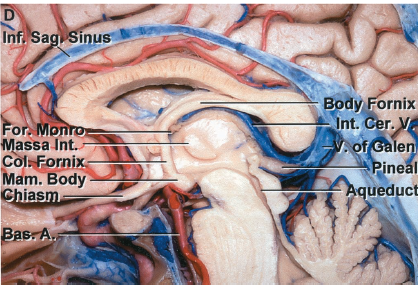 D
Inf. Sag. Sinus
Body Fornix
For. Monro
Int. Cer. V.
Massa Int.
V. of Galen
Col. Fornix
Pineal
Mam. Body
Aqueduct
Chiasm
Bas. A.